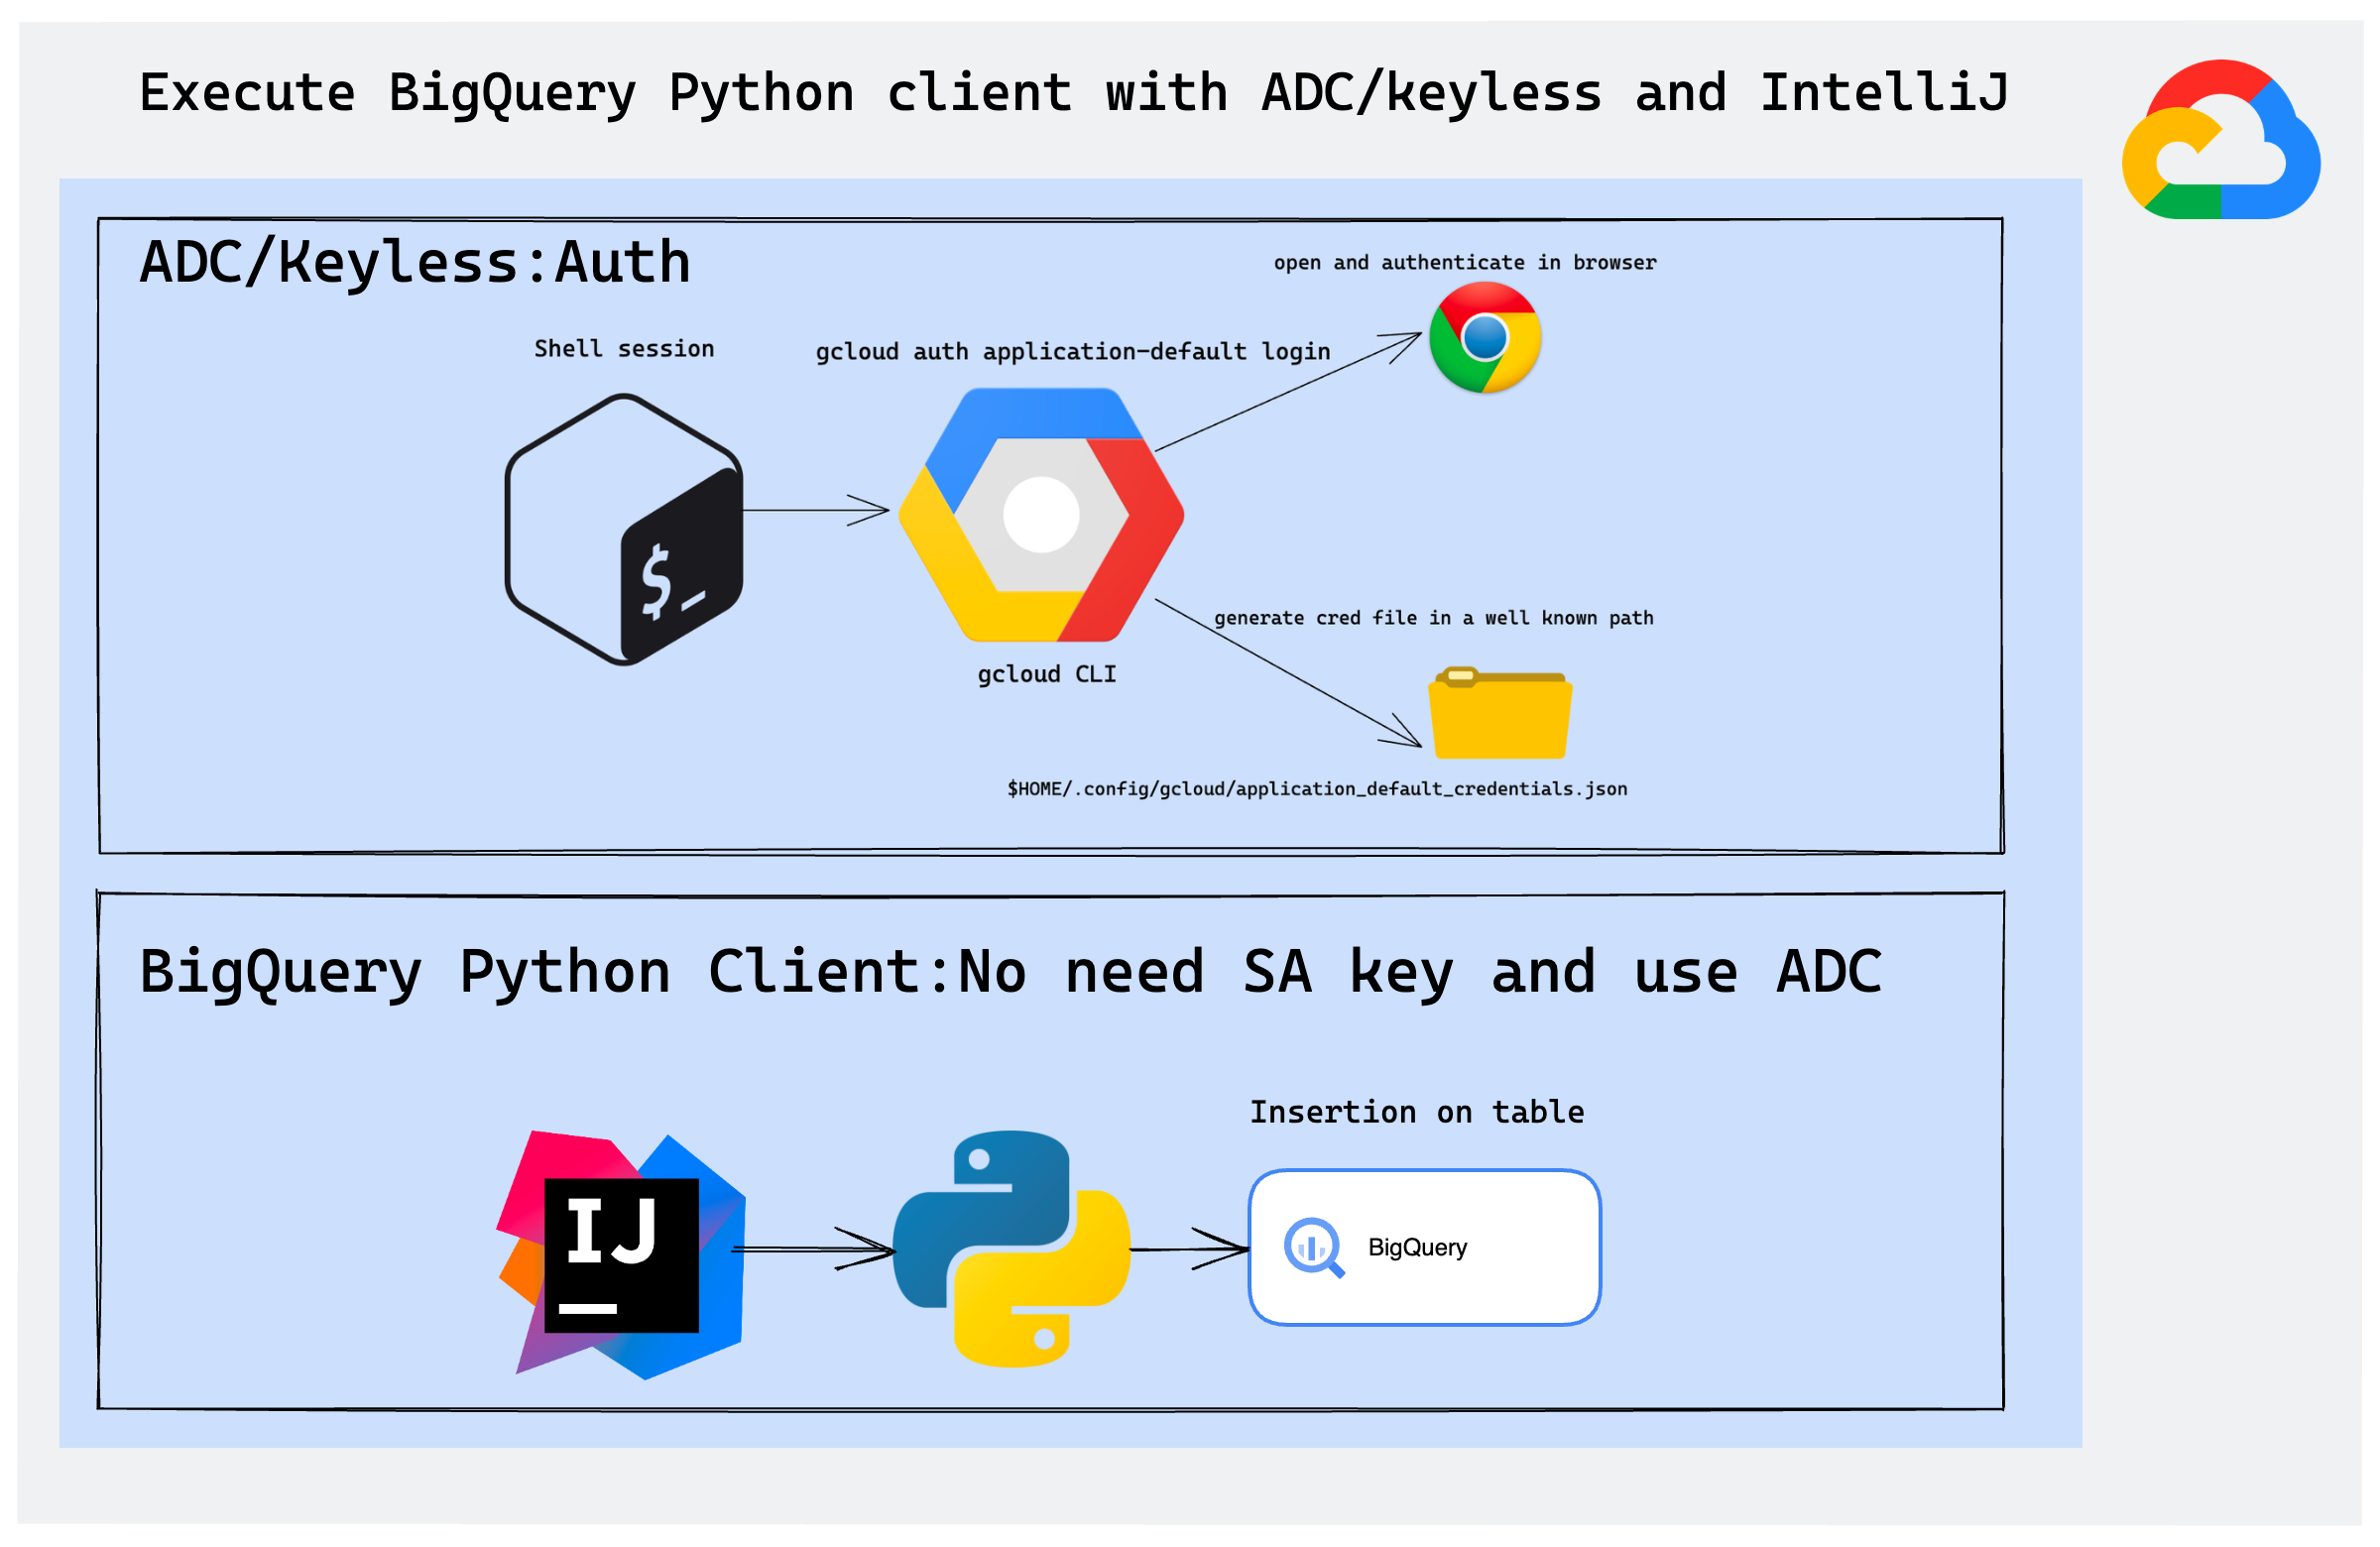 Execute BigQuery Python client with ADC/keyless and IntelliJ
ADC/Keyless:Auth
open and authenticate in browser
Shell session
gcloud auth application-default login
$_
generate cred file in a well known path
gcloud CLI
$HOME/.config/gcloud/application_default_credentials.json
BigQuery Python Client:No need SA key and use ADC
Insertion on table
IJ
BigQuery